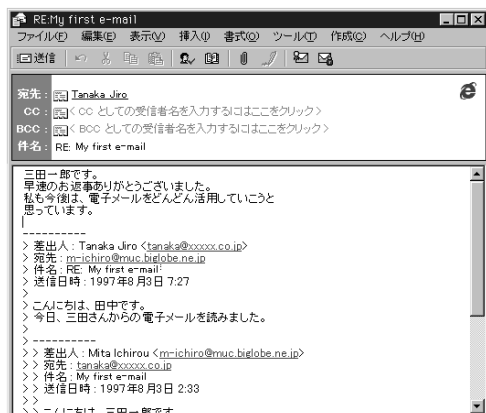 RE:My first e-mail
ファイル(F) 編集(E) 表示(V) 挿入(I) 書式(O) ツール(T) 作成(C) ヘルプ(H)
送信
宛先： Tanaka Jiro
CC： < CC としての受信者名を入力するにはここをクリック >
BCC： < BCC としての受信者名を入力するにはここをクリック >
件名： RE: My first e-mail
三田一郎です。
早速のお返事ありがとうございました。
私も今後は、電子メールをどんどん活用していこうと
思っています。
----------
> 差出人 : Tanaka Jiro <tanaka@xxxxx.co.jp>
> 宛先 : m-ichiro@muc.biglobe.ne.jp
> 件名 : RE: My first e-mail
> 送信日時 : 1997年8月3日 7:27
>
> こんにちは、田中です。
> 今日、三田さんからの電子メールを読みました。
>
> ----------
> > 差出人 : Mita Ichirou <m-ichiro@muc.biglobe.ne.jp>
> > 宛先 : tanaka@xxxxx.co.jp
> > 件名 : My first e-mail
> > 送信日時 : 1997年8月3日 2:33
> >
> > こんにちは、三田一郎です